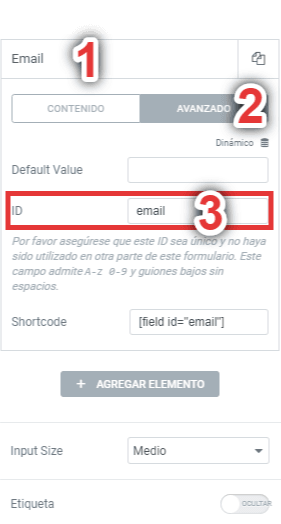 Email 1
CONTENIDO AVANZADO 2
Dinámico
Default Value
ID email 3
Por favor asegúrese que este ID sea único y no haya
sido utilizado en otra parte de este formulario. Este
campo admite A-z 0-9 y guiones bajos sin
espacios.
Shortcode [field id="email"]
+ AGREGAR ELEMENTO
Input Size Medio
Etiqueta OCULTAR